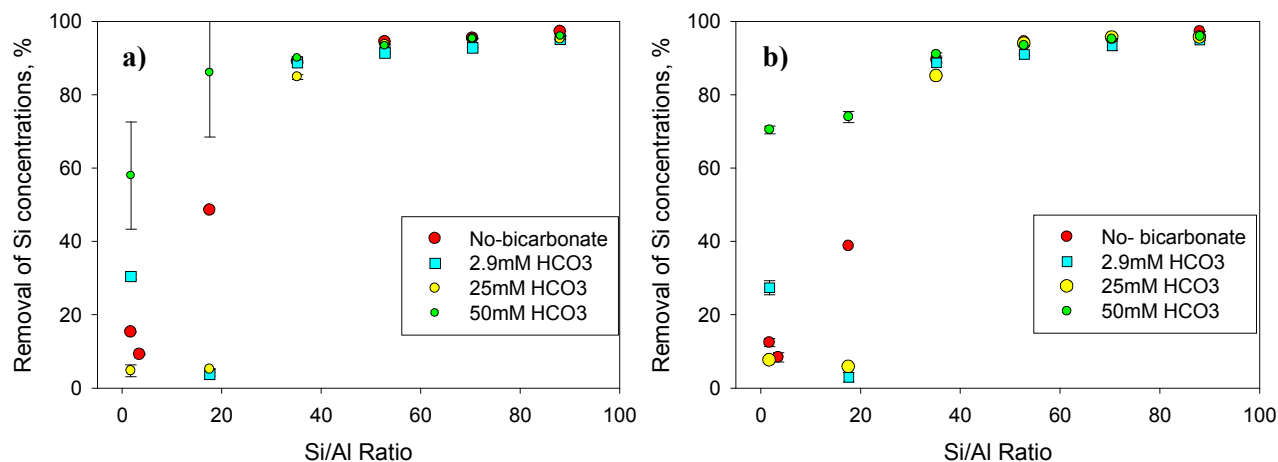 a)
Removal of Si concentrations, %
100
80
60
40
20
0
0 20 40 60 80 100
Si/Al Ratio
No-bicarbonate
2.9mM HCO3
25mM HCO3
50mM HCO3
b)
Removal of Si concentrations, %
100
80
60
40
20
0
0 20 40 60 80 100
Si/Al Ratio
No- bicarbonate
2.9mM HCO3
25mM HCO3
50mM HCO3